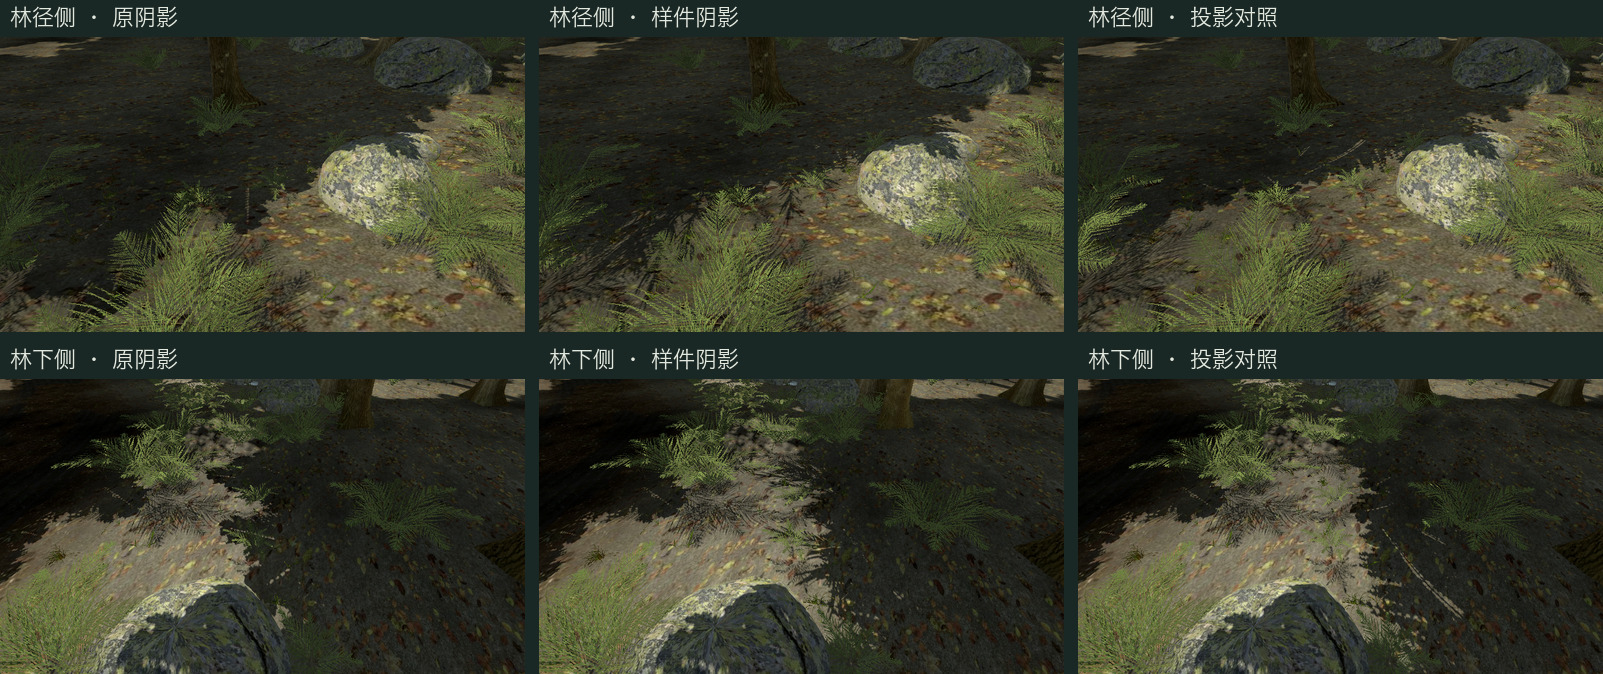 林径侧 · 原阴影
林径侧 · 样件阴影
林径侧 · 投影对照
林下侧 · 原阴影
林下侧 · 样件阴影
林下侧 · 投影对照